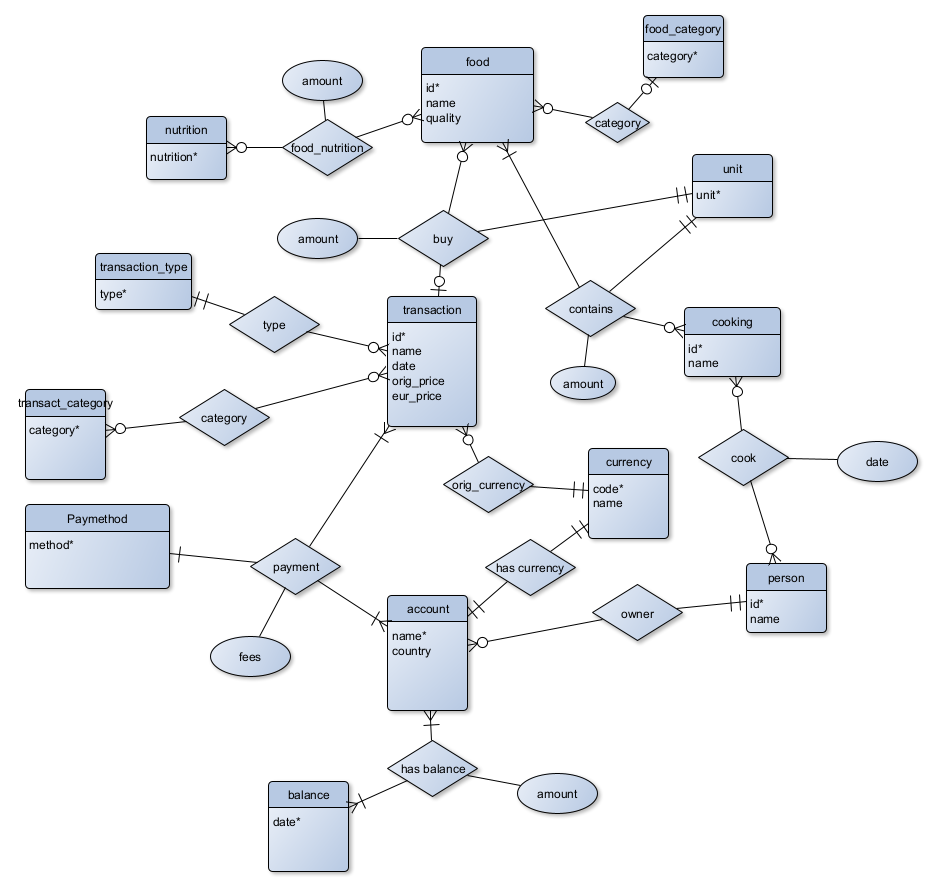 food_category
category*
food
id*
name
quality
amount
category
nutrition
nutrition*
food_nutrition
unit
unit*
amount
buy
transaction_type
type*
type
transaction
id*
name
date
orig_price
eur_price
contains
cooking
id*
name
amount
transact_category
category*
category
cook
date
currency
code*
name
orig_currency
Paymethod
method*
payment
has currency
person
id*
name
account
name*
country
owner
fees
has balance
amount
balance
date*